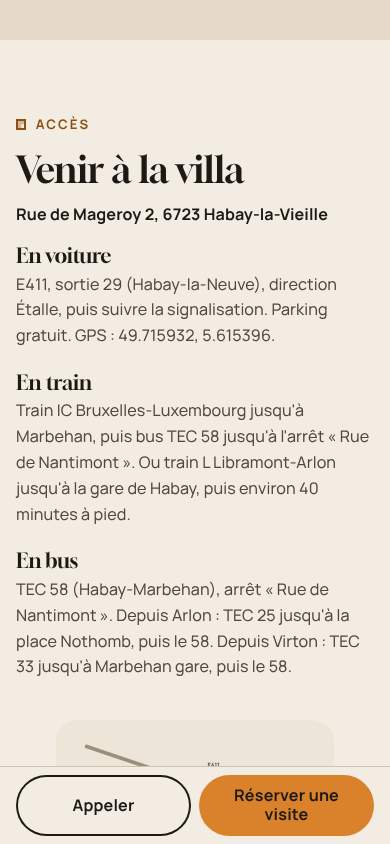 ACCÈS
Venir à la villa
Rue de Mageroy 2, 6723 Habay-la-Vieille
En voiture
E411, sortie 29 (Habay-la-Neuve), direction
Étalle, puis suivre la signalisation. Parking
gratuit. GPS : 49.715932, 5.615396.
En train
Train IC Bruxelles-Luxembourg jusqu'à
Marbehan, puis bus TEC 58 jusqu'à l'arrêt « Rue
de Nantimont ». Ou train L Libramont-Arlon
jusqu'à la gare de Habay, puis environ 40
minutes à pied.
En bus
TEC 58 (Habay-Marbehan), arrêt « Rue de
Nantimont ». Depuis Arlon : TEC 25 jusqu'à la
place Nothomb, puis le 58. Depuis Virton : TEC
33 jusqu'à Marbehan gare, puis le 58.
Appeler
Réserver une
visite